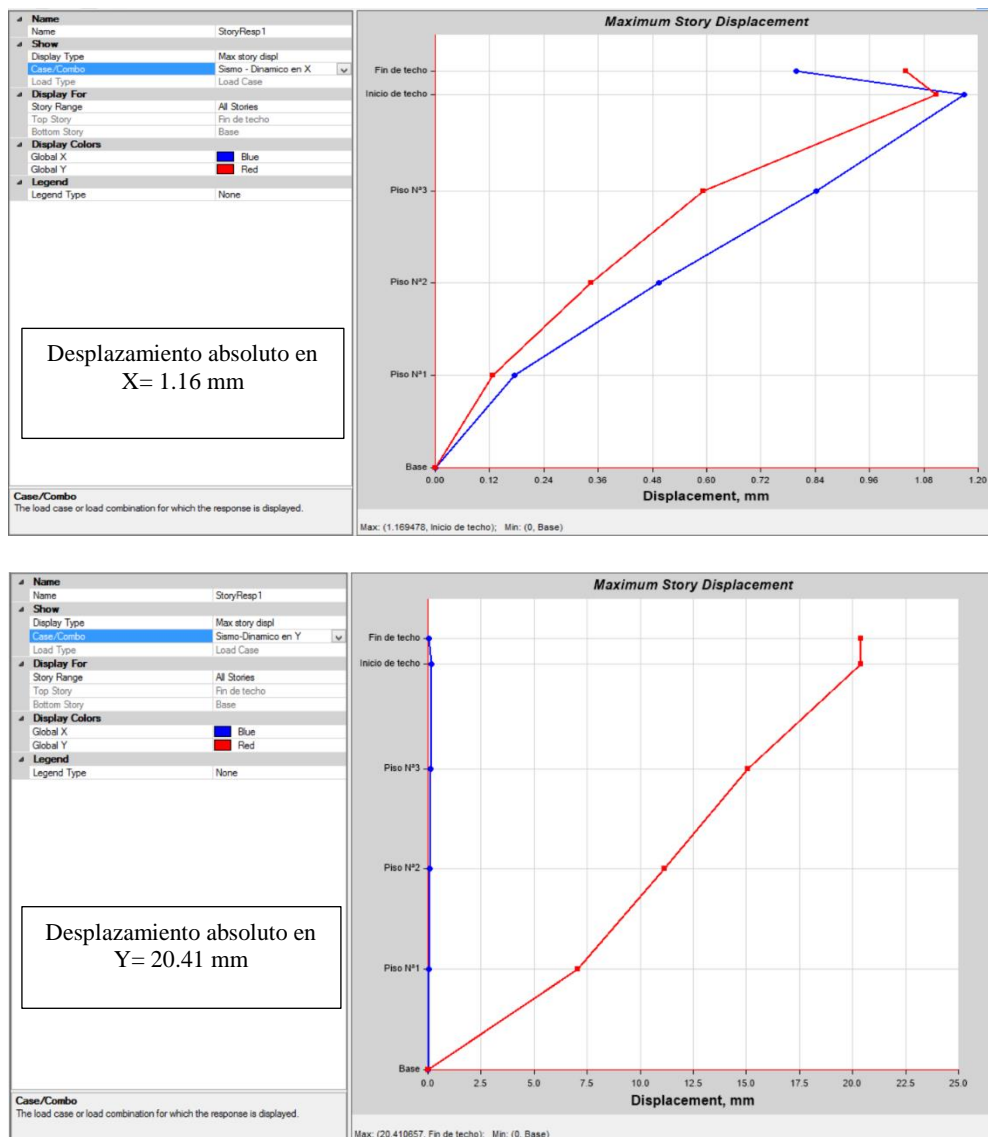 Name
Name StoryResp1
Show
Display Type Max story displ
Case/Combo Sismo - Dinamico en X
Load Type Load Case
Display For
Story Range All Stories
Top Story Fin de techo
Bottom Story Base
Display Colors
Global X Blue
Global Y Red
Legend
Legend Type None
Desplazamiento absoluto en
X= 1.16 mm
Case/Combo
The load case or load combination for which the response is displayed.
Maximum Story Displacement
Fin de techo
Inicio de techo
Piso Nº3
Piso Nº2
Piso Nº1
Base
0.00 0.12 0.24 0.36 0.48 0.60 0.72 0.84 0.96 1.08 1.20
Displacement, mm
Max: (1.169478, Inicio de techo); Min: (0, Base)
Name
Name StoryResp1
Show
Display Type Max story displ
Case/Combo Sismo-Dinamico en Y
Load Type Load Case
Display For
Story Range All Stories
Top Story Fin de techo
Bottom Story Base
Display Colors
Global X Blue
Global Y Red
Legend
Legend Type None
Desplazamiento absoluto en
Y= 20.41 mm
Case/Combo
The load case or load combination for which the response is displayed.
Maximum Story Displacement
Fin de techo
Inicio de techo
Piso Nº3
Piso Nº2
Piso Nº1
Base
0.0 2.5 5.0 7.5 10.0 12.5 15.0 17.5 20.0 22.5 25.0
Displacement, mm
Max: (20.410657, Fin de techo); Min: (0, Base)